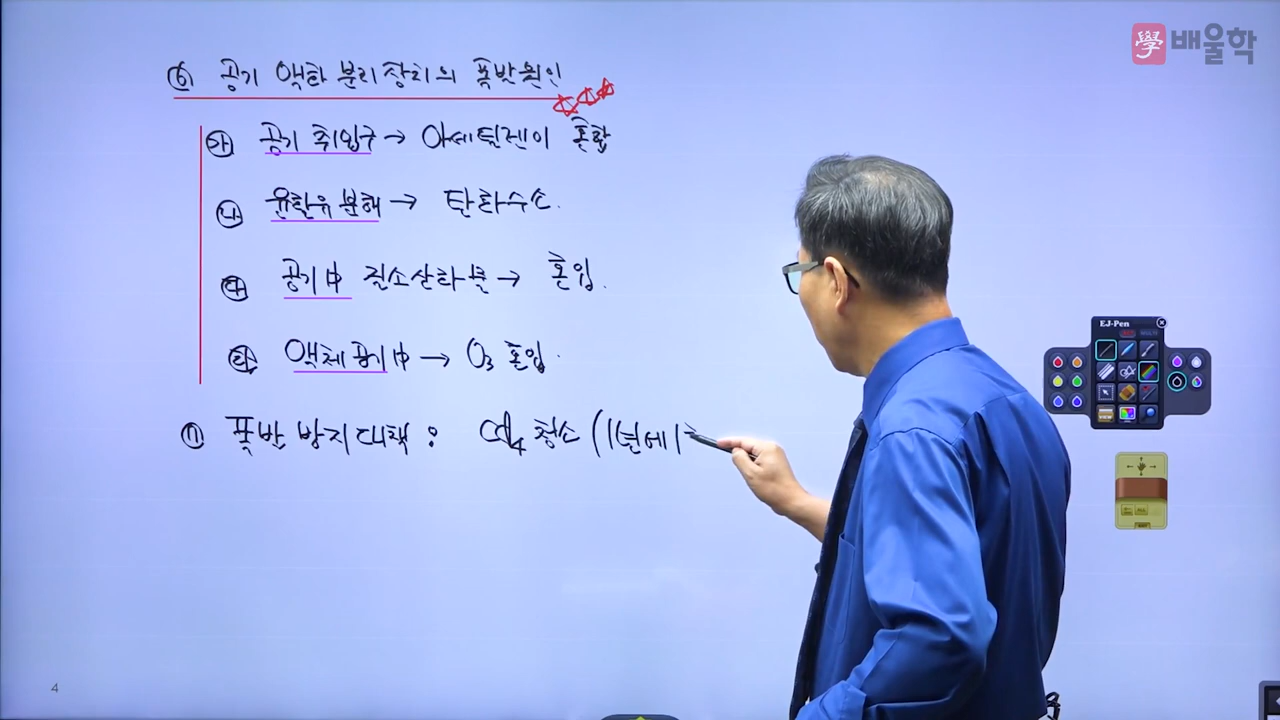 學 배울학
⑥ 공기 액화 분리장치의 폭발원인
㉮ 공기 취입구 → 아세틸렌이 혼합
㉯ 윤활유 분해 → 탄화수소.
㉰ 공기中 질소산화물 → 혼입.
㉱ 액체공기中 → O₃ 혼입.
⑦ 폭발 방지대책 : CCl₄ 청소 (1년에 1
EJ-Pen
4